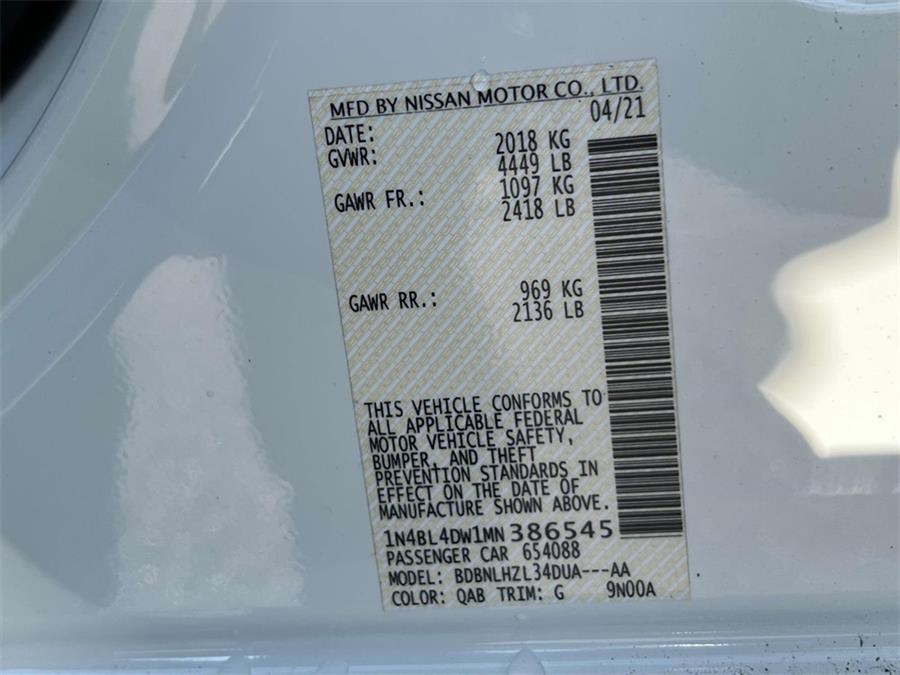 MFD BY NISSAN MOTOR CO., LTD.
DATE: 04/21
GVWR: 2018 KG
4449 LB
GAWR FR.: 1097 KG
2418 LB
GAWR RR.: 969 KG
2136 LB
THIS VEHICLE CONFORMS TO
ALL APPLICABLE FEDERAL
MOTOR VEHICLE SAFETY,
BUMPER, AND THEFT
PREVENTION STANDARDS IN
EFFECT ON THE DATE OF
MANUFACTURE SHOWN ABOVE.
1N4BL4DW1MN386545
PASSENGER CAR 654088
MODEL: BDBNLHZL34DUA---AA
COLOR: QAB TRIM: G 9N00A